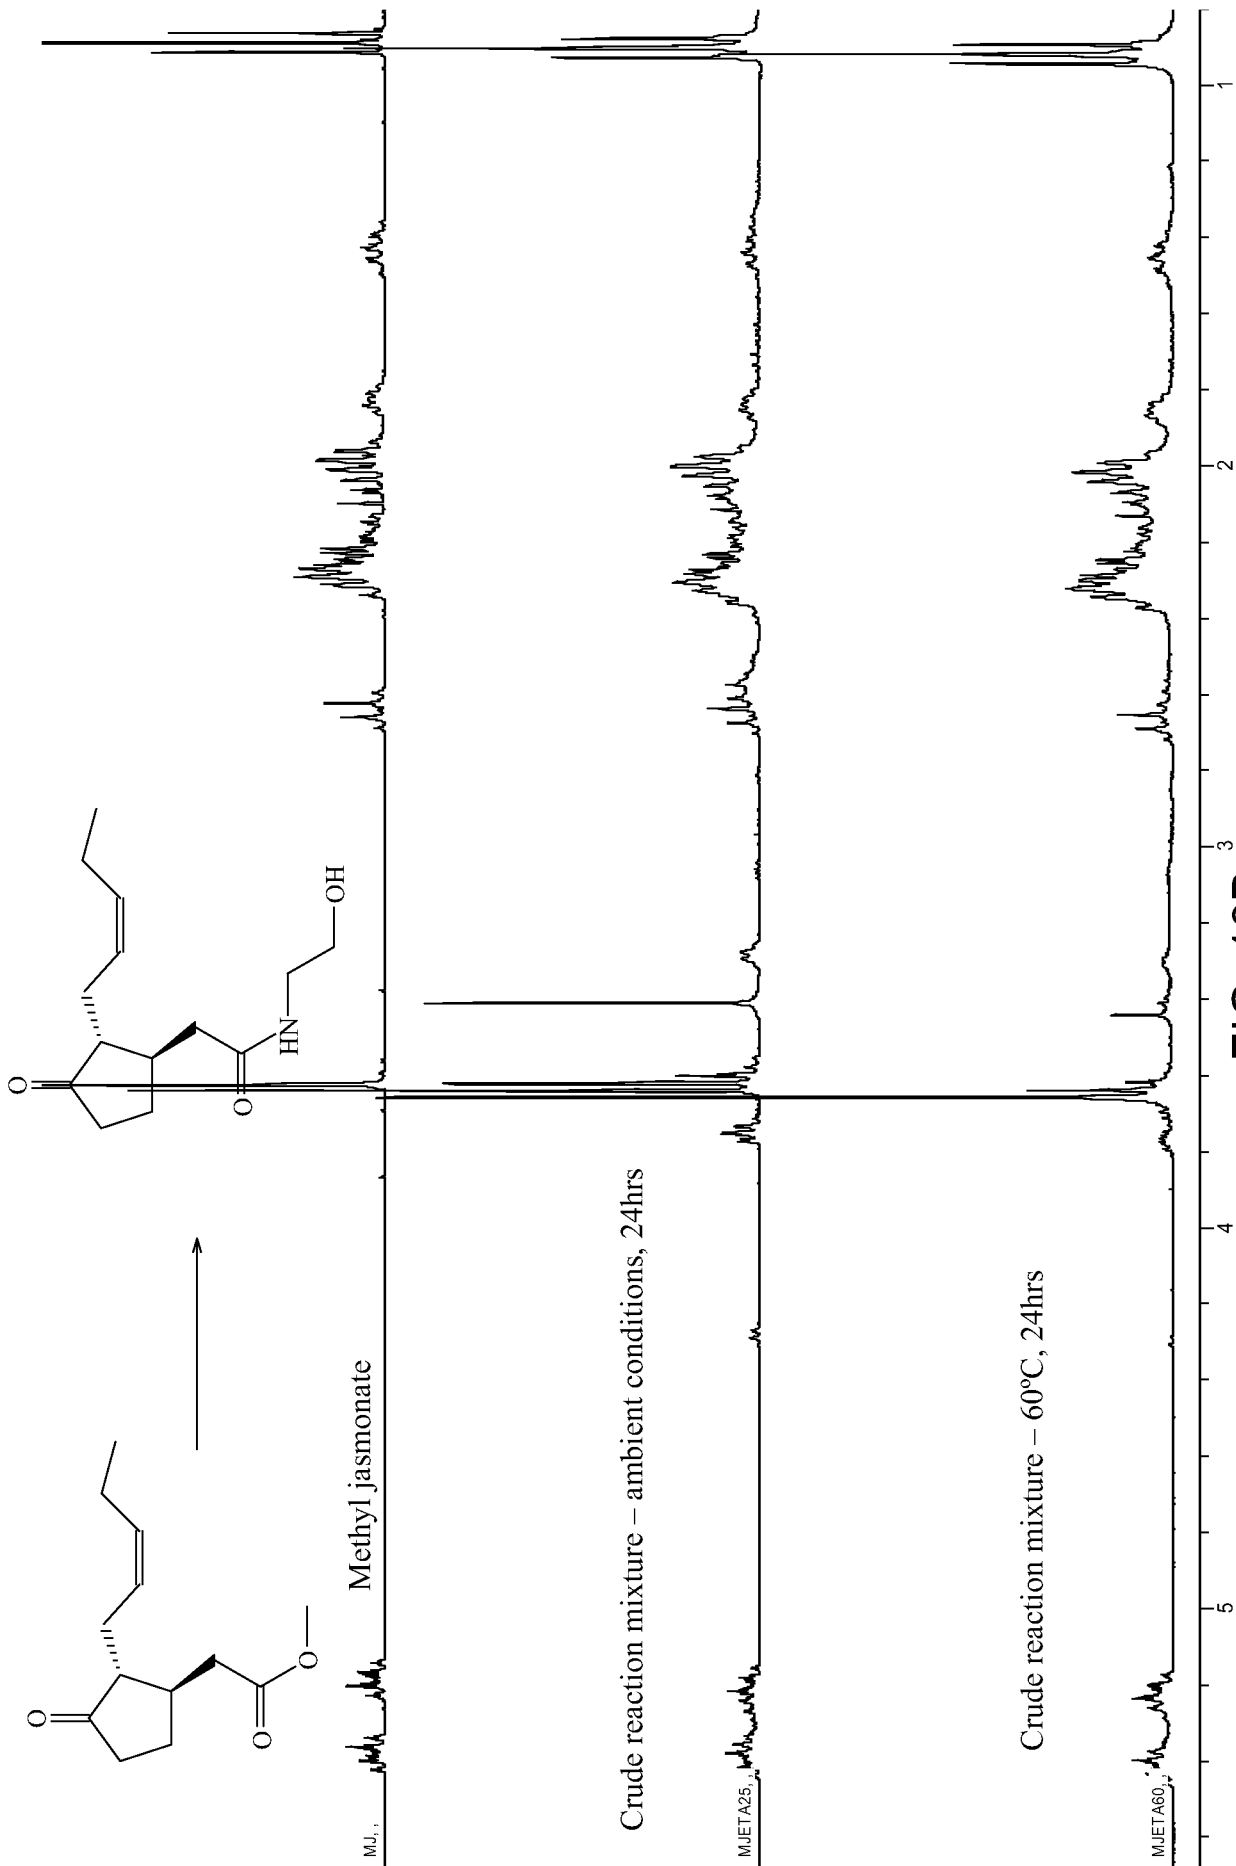 O
O
O
O
O
HN
OH
Methyl jasmonate
MJ, ,
Crude reaction mixture – ambient conditions, 24hrs
MJETA25, ,
Crude reaction mixture – 60ºC, 24hrs
MJETA60, ,
5
4
3
2
1